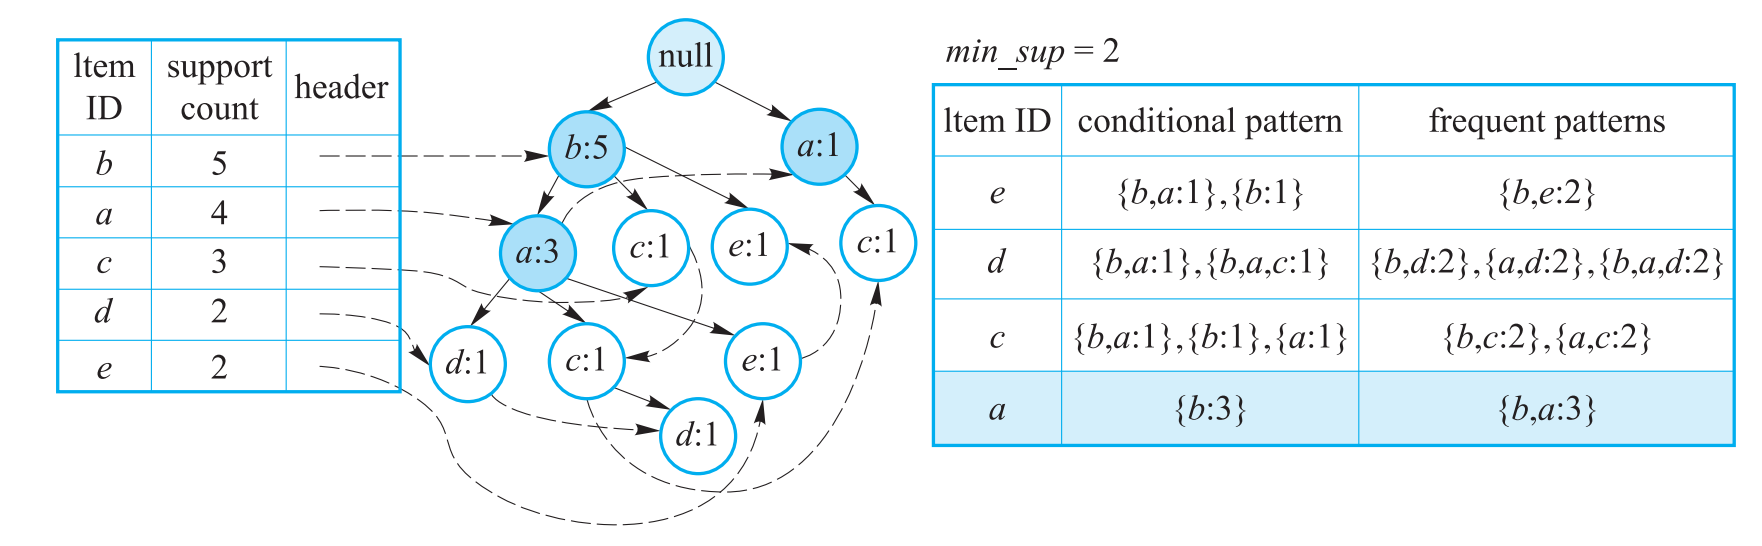 ltem ID support count header
b 5
a 4
c 3
d 2
e 2
null
b:5
a:1
a:3
c:1
e:1
c:1
d:1
c:1
e:1
d:1
min_sup = 2
ltem ID conditional pattern frequent patterns
e {b,a:1},{b:1} {b,e:2}
d {b,a:1},{b,a,c:1} {b,d:2},{a,d:2},{b,a,d:2}
c {b,a:1},{b:1},{a:1} {b,c:2},{a,c:2}
a {b:3} {b,a:3}